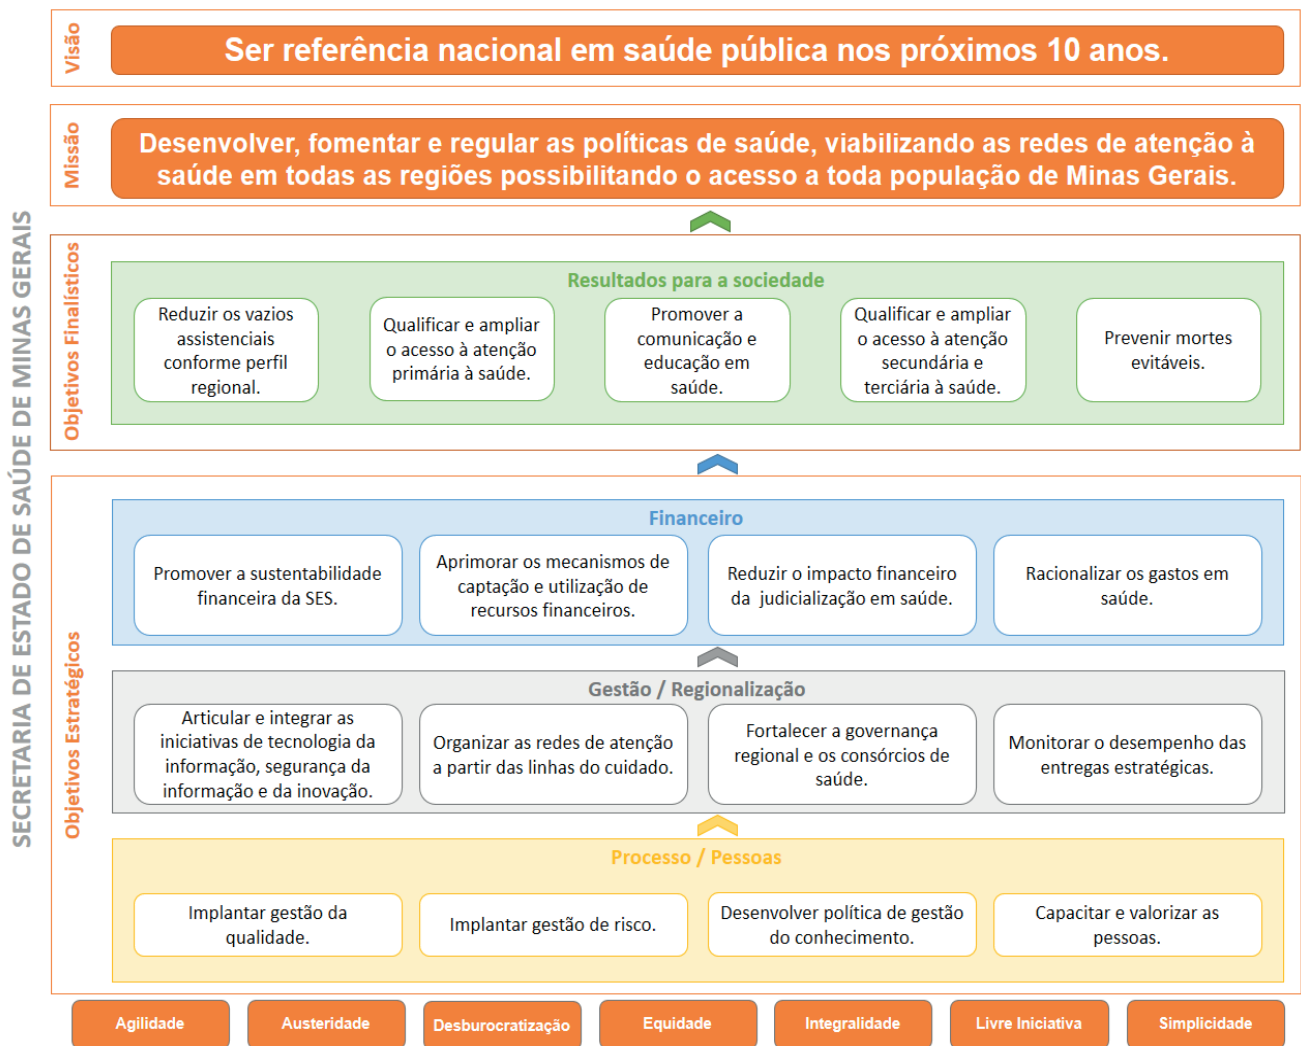 SECRETARIA DE ESTADO DE SAÚDE DE MINAS GERAIS
Visão
Ser referência nacional em saúde pública nos próximos 10 anos.
Missão
Desenvolver, fomentar e regular as políticas de saúde, viabilizando as redes de atenção à
saúde em todas as regiões possibilitando o acesso a toda população de Minas Gerais.
Objetivos Finalísticos
Resultados para a sociedade
Reduzir os vazios
assistenciais
conforme perfil
regional.
Qualificar e ampliar
o acesso à atenção
primária à saúde.
Promover a
comunicação e
educação em
saúde.
Qualificar e ampliar
o acesso à atenção
secundária e
terciária à saúde.
Prevenir mortes
evitáveis.
Objetivos Estratégicos
Financeiro
Promover a sustentabilidade
financeira da SES.
Aprimorar os mecanismos de
captação e utilização de
recursos financeiros.
Reduzir o impacto financeiro
da judicialização em saúde.
Racionalizar os gastos em
saúde.
Gestão / Regionalização
Articular e integrar as
iniciativas de tecnologia da
informação, segurança da
informação e da inovação.
Organizar as redes de atenção
a partir das linhas do cuidado.
Fortalecer a governança
regional e os consórcios de
saúde.
Monitorar o desempenho das
entregas estratégicas.
Processo / Pessoas
Implantar gestão da
qualidade.
Implantar gestão de risco.
Desenvolver política de gestão
do conhecimento.
Capacitar e valorizar as
pessoas.
Agilidade
Austeridade
Desburocratização
Equidade
Integralidade
Livre Iniciativa
Simplicidade